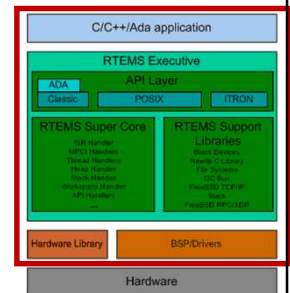 C/C++/Ada application
RTEMS Executive
API Layer
ADA
Classic
POSIX
ITRON
RTEMS Super Core
ISR Handler
MPCI Handlers
Thread Handlers
Heap Handler
Stack Handler
Workspace Handler
API Handlers
...
RTEMS Support
Libraries
Block Devices
Newlib C Library
File Systems
I2C Bus
FreeBSD TCP/IP
Stack
FreeBSD RPC/XDR
Hardware Library
BSP/Drivers
Hardware